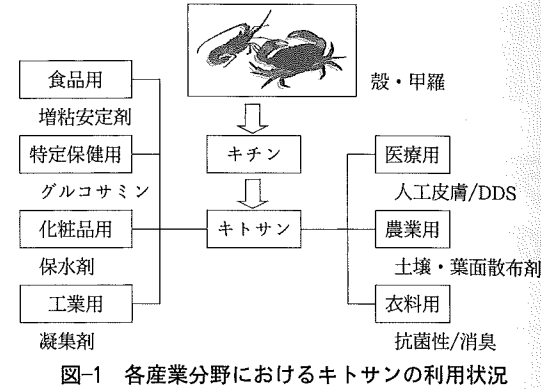 殻・甲羅
食品用
増粘安定剤
特定保健用
グルコサミン
化粧品用
保水剤
工業用
凝集剤
キチン
キトサン
医療用
人工皮膚/DDS
農業用
土壌・葉面散布剤
衣料用
抗菌性/消臭
図-1 各産業分野におけるキトサンの利用状況